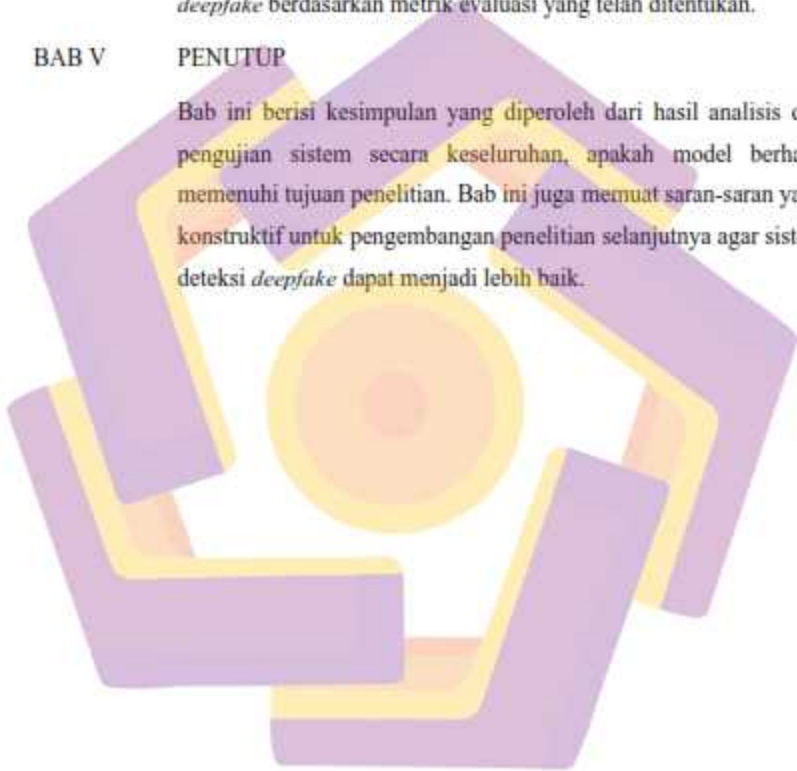 deepfake berdasarkan metrik evaluasi yang telah ditentukan.
BAB V PENUTUP
Bab ini berisi kesimpulan yang diperoleh dari hasil analisis
pengujian sistem secara keseluruhan, apakah model
memenuhi tujuan penelitian. Bab ini juga memuat saran-saran
konstruktif untuk pengembangan penelitian selanjutnya agar
deteksi deepfake dapat menjadi lebih baik.